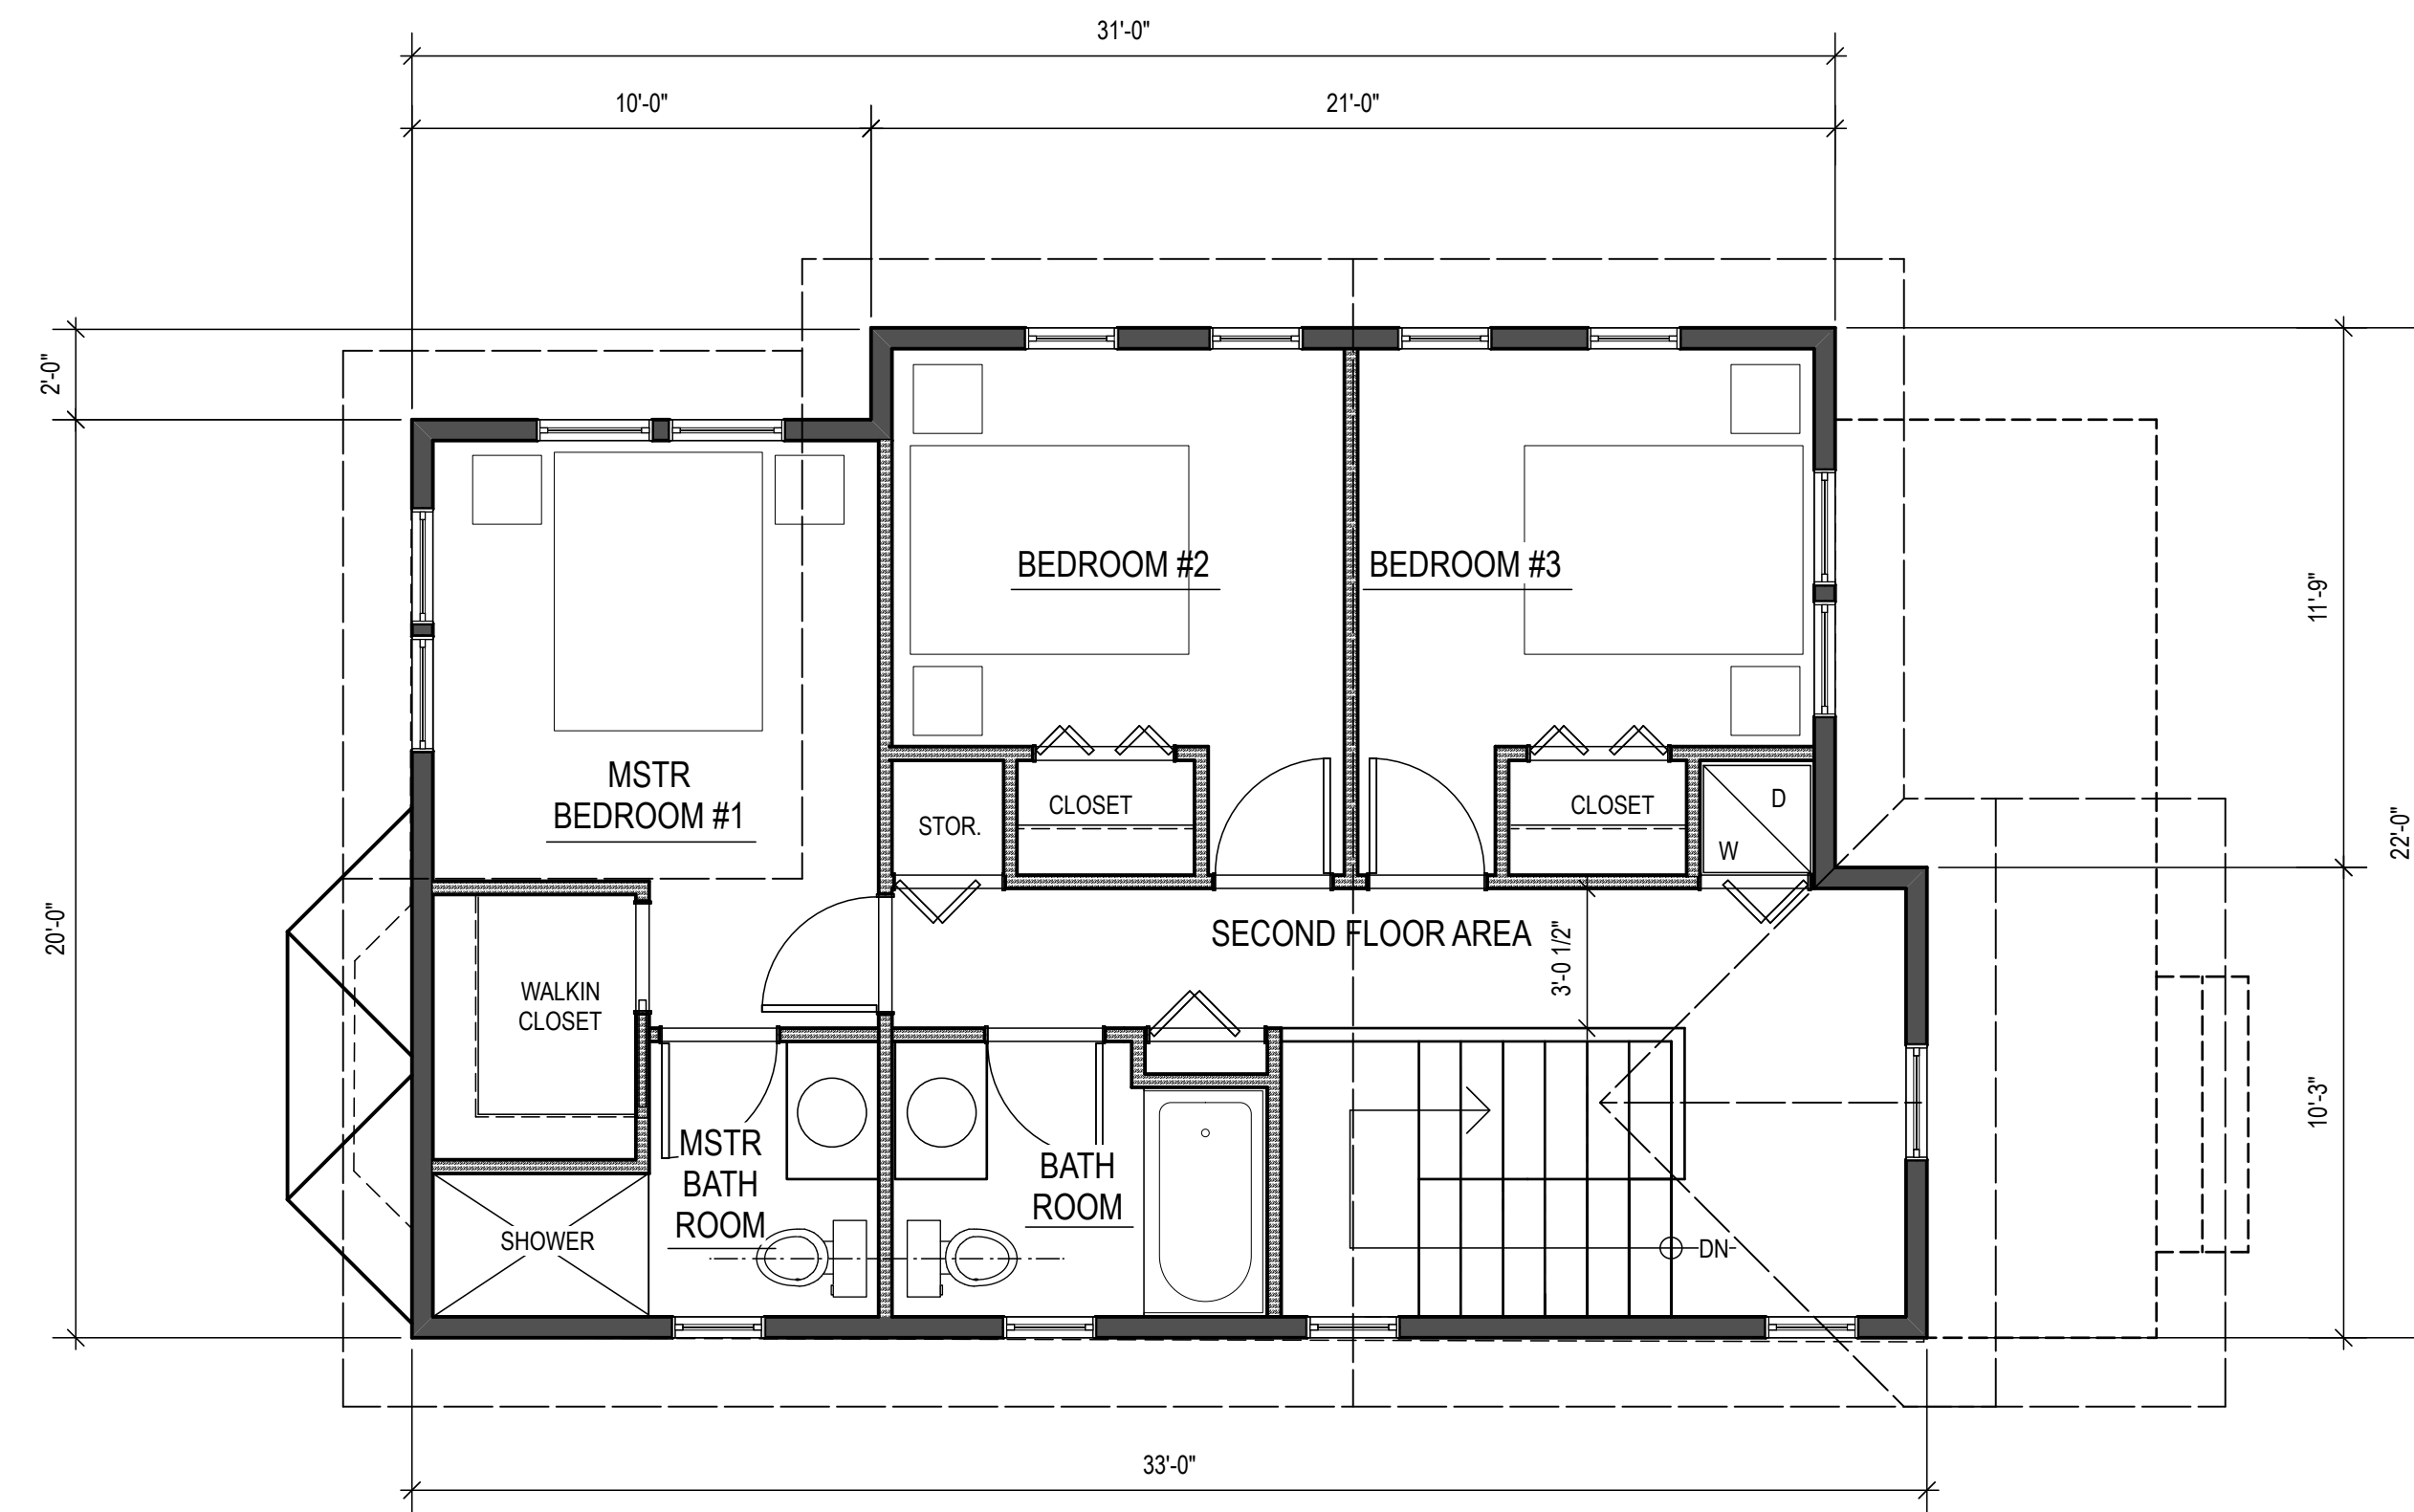 31'-0"
10'-0"
21'-0"
2'-0"
BEDROOM #2
BEDROOM #3
11'-9"
MSTR
BEDROOM #1
STOR.
CLOSET
CLOSET
D
W
22'-0"
20'-0"
SECOND FLOOR AREA
3'-0 1/2"
WALKIN
CLOSET
10'-3"
MSTR
BATH
ROOM
BATH
ROOM
SHOWER
DN
33'-0"